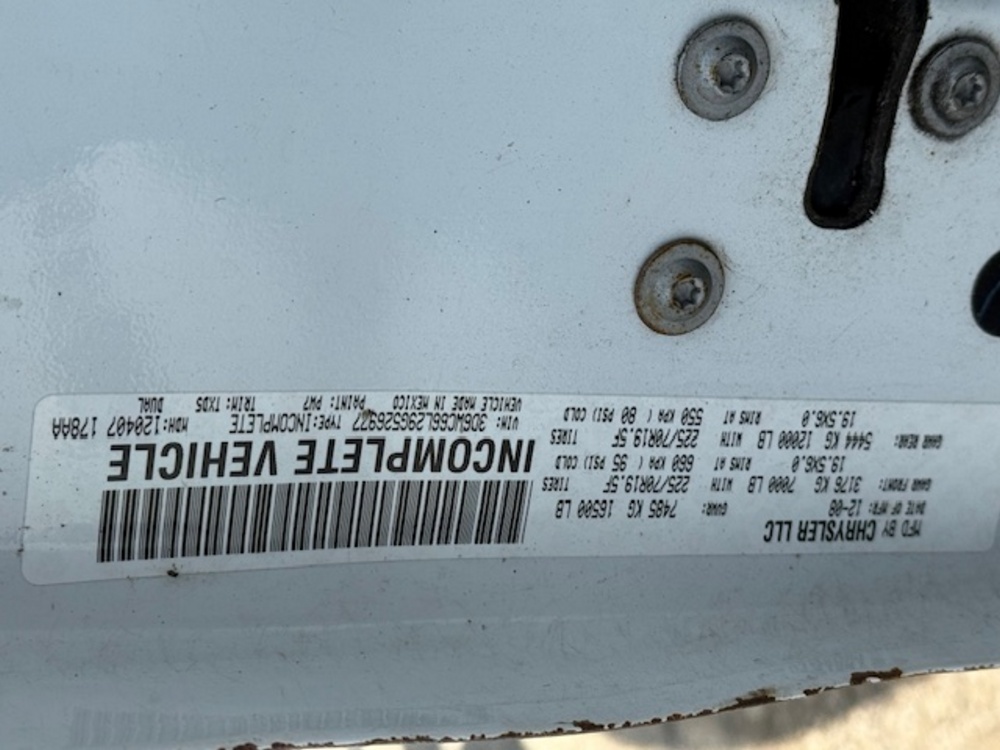 MFD BY CHRYSLER LLC
DATE OF MFR: 12-08 GVWR: 7485 KG 16500 LB
GAWR FRONT: 3176 KG 7000 LB WITH TIRES 225/70R19.5F
19.5X6.0 RIMS AT 660 KPA ( 95 PSI) COLD
GAWR REAR: 5444 KG 12000 LB WITH TIRES 225/70R19.5F
19.5X6.0 RIMS AT 550 KPA ( 80 PSI) COLD
INCOMPLETE VEHICLE
VIN: 3D6WC66L29G526977 TYPE:INCOMPLETE MDH:120407 178AA
VEHICLE MADE IN MEXICO PAINT: PW7 TRIM: TXDS DUAL